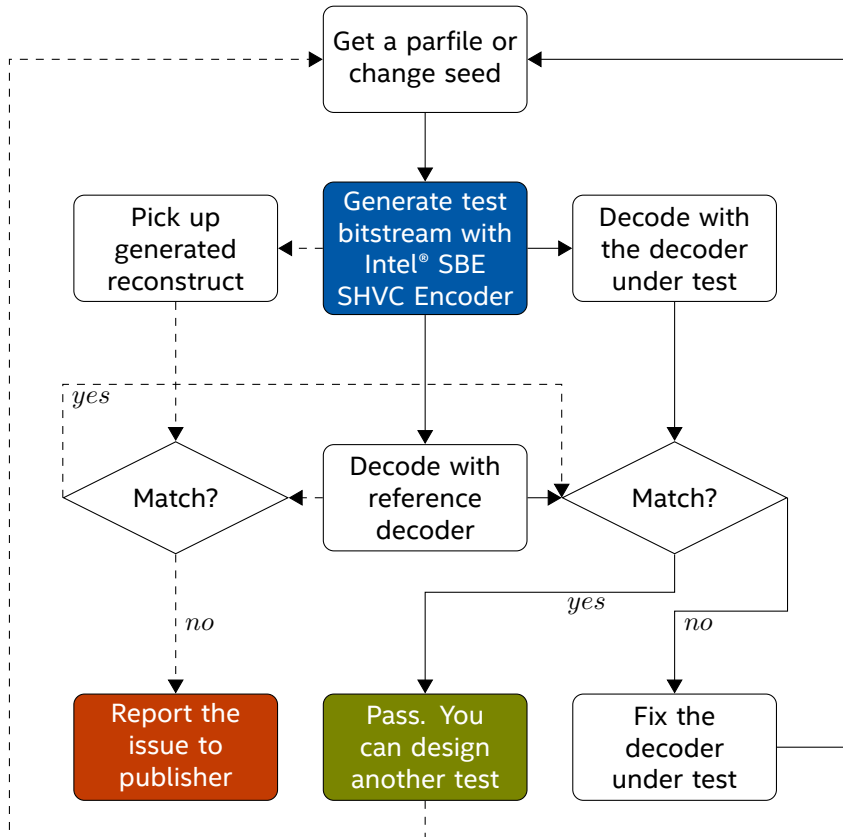 Get a parfile or
change seed
Pick up
generated
reconstruct
Generate test
bitstream with
Intel® SBE
SHVC Encoder
Decode with
the decoder
under test
yes
Match?
Decode with
reference
decoder
Match?
yes
no
no
Report the
issue to
publisher
Pass. You
can design
another test
Fix the
decoder
under test